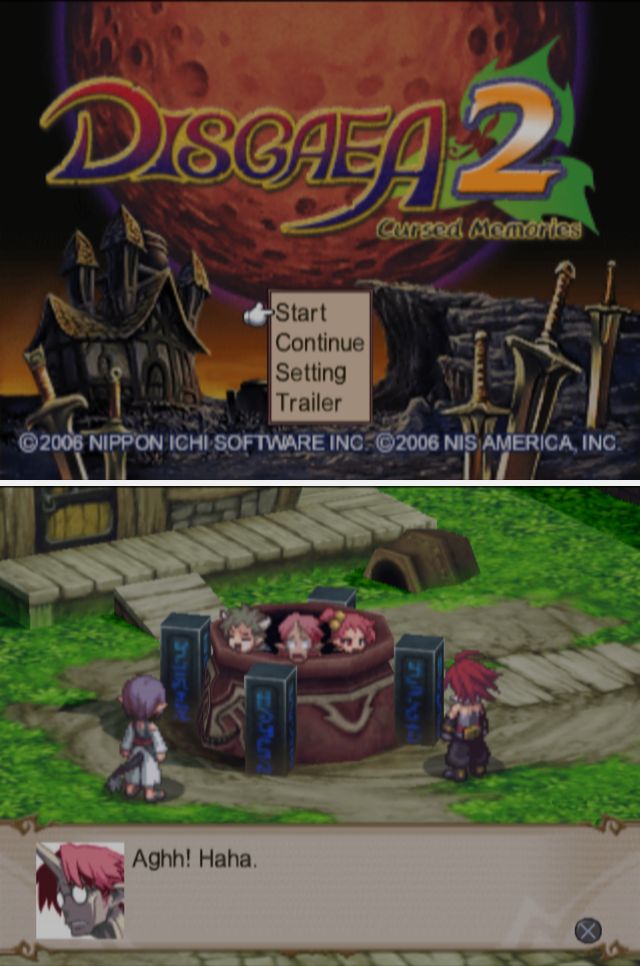 DISGAEA 2
Cursed Memories
Start
Continue
Setting
Trailer
©2006 NIPPON ICHI SOFTWARE INC. ©2006 NIS AMERICA, INC.
Aghh! Haha.